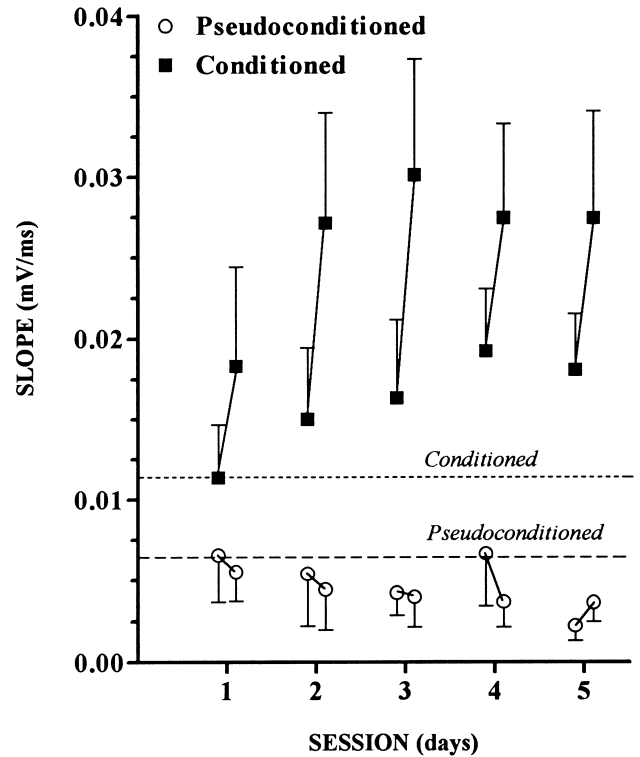 Pseudoconditioned
Conditioned
0.04
0.03
0.02
0.01
0.00
SLOPE (mV/ms)
Conditioned
Pseudoconditioned
1 2 3 4 5
SESSION (days)